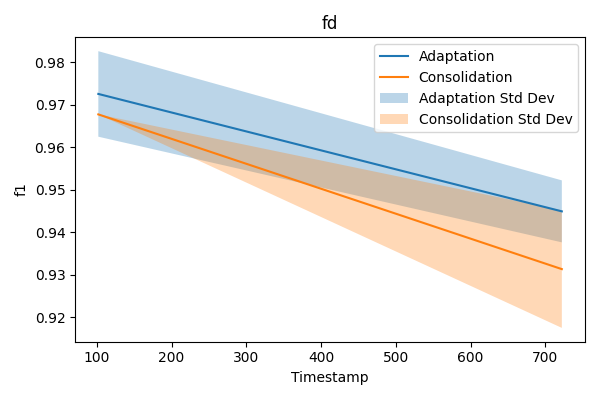 fd
Adaptation
Consolidation
Adaptation Std Dev
Consolidation Std Dev
f1
0.98
0.97
0.96
0.95
0.94
0.93
0.92
100 200 300 400 500 600 700
Timestamp